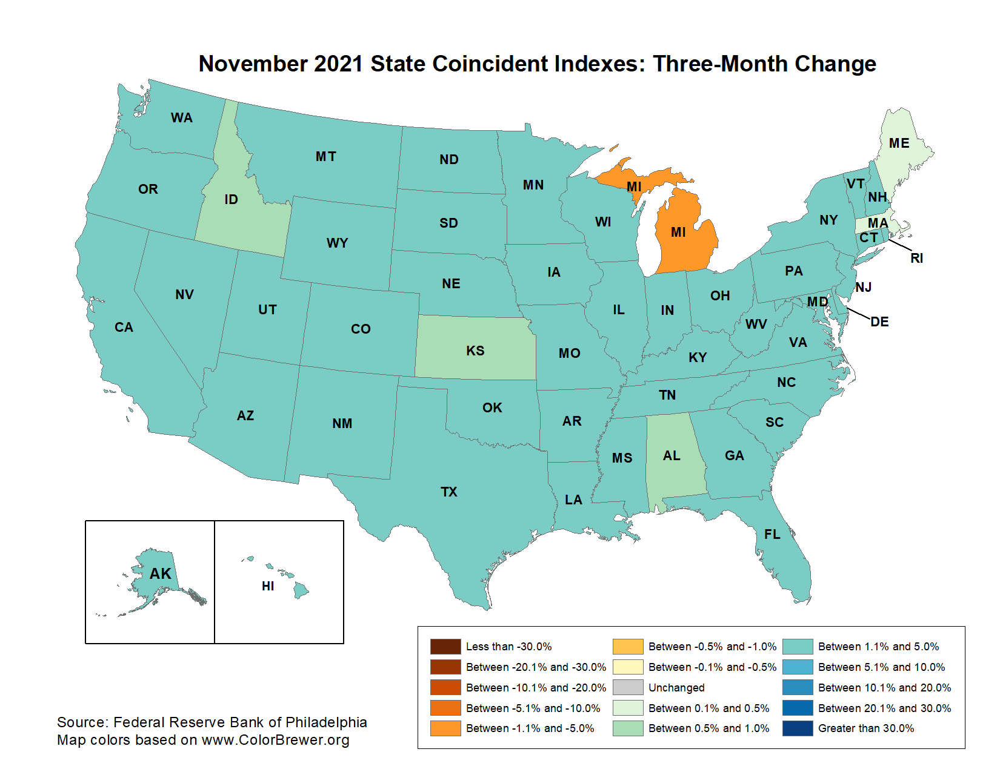 November 2021 State Coincident Indexes: Three-Month Change
WA
MT
ND
MN
ME
OR
ID
SD
WI
MI
MI
VT
NH
NY
MA
CT
RI
WY
IA
NE
PA
NJ
NV
UT
CO
IL
IN
OH
MD
DE
CA
KS
MO
WV
VA
KY
NC
TN
AZ
NM
OK
AR
SC
MS
AL
GA
TX
LA
FL
AK
HI
Less than -30.0%
Between -20.1% and -30.0%
Between -10.1% and -20.0%
Between -5.1% and -10.0%
Between -1.1% and -5.0%
Between -0.5% and -1.0%
Between -0.1% and -0.5%
Unchanged
Between 0.1% and 0.5%
Between 0.5% and 1.0%
Between 1.1% and 5.0%
Between 5.1% and 10.0%
Between 10.1% and 20.0%
Between 20.1% and 30.0%
Greater than 30.0%
Source: Federal Reserve Bank of Philadelphia
Map colors based on www.ColorBrewer.org